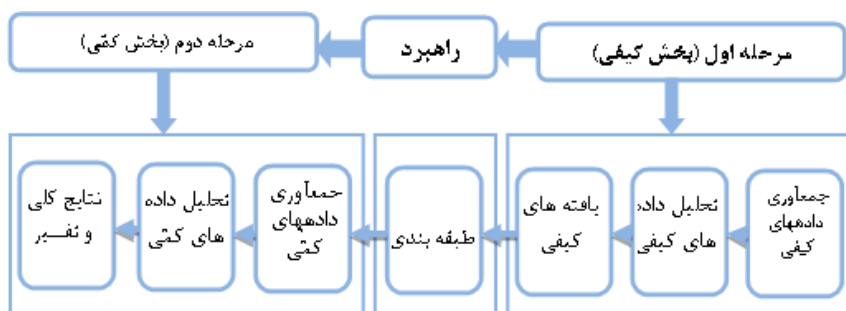 مرحله اول (بخش کیفی)
راهبرد
مرحله دوم (بخش کمّی)
جمعآوری
دادههای
کیفی
تحلیل داده
های کیفی
یافته های
کیفی
طبقه بندی
جمعآوری
دادههای
کمّی
تحلیل داده
های کمّی
نتایج کلی
و تفسیر